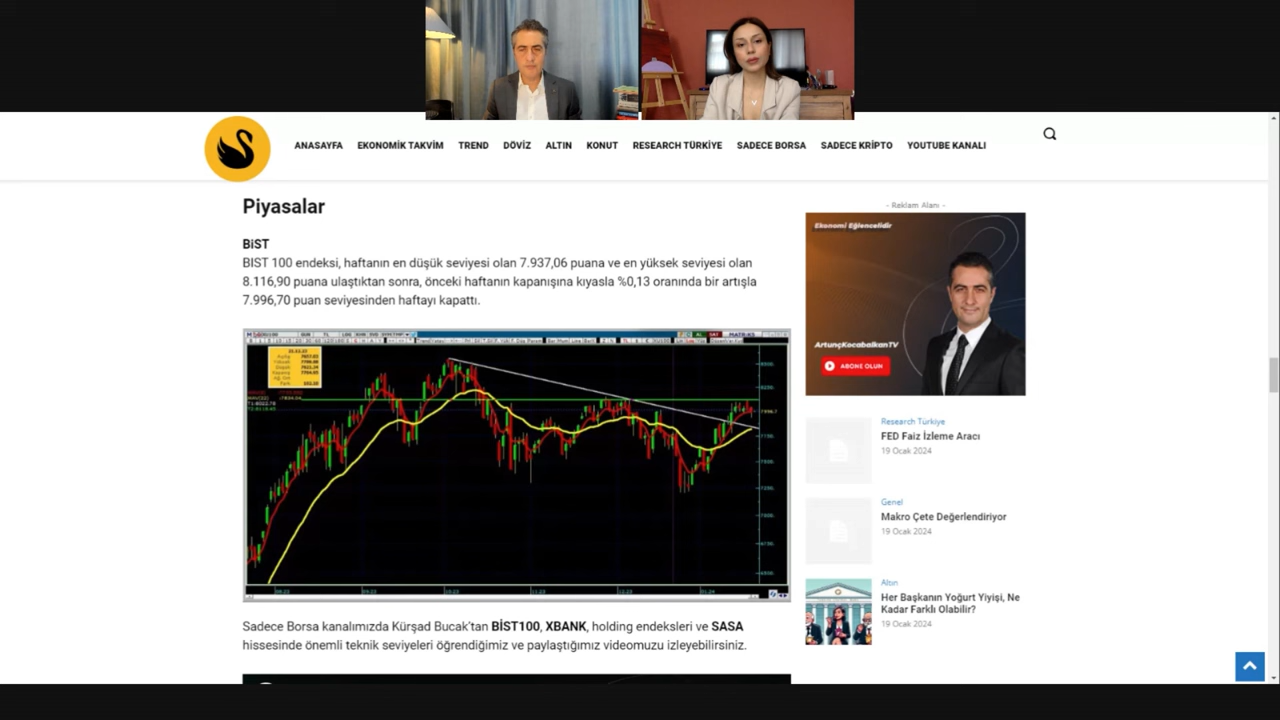 ANASAYFA EKONOMİK TAKVİM TREND DÖVİZ ALTIN KONUT RESEARCH TÜRKİYE SADECE BORSA SADECE KRİPTO YOUTUBE KANALI
Piyasalar
BİST
BIST 100 endeksi, haftanın en düşük seviyesi olan 7.937,06 puana ve en yüksek seviyesi olan
8.116,90 puana ulaştıktan sonra, önceki haftanın kapanışına kıyasla %0,13 oranında bir artışla
7.996,70 puan seviyesinden haftayı kapattı.
Sadece Borsa kanalımızda Kürşad Bucak'tan BİST100, XBANK, holding endeksleri ve SASA
hissesinde önemli teknik seviyeleri öğrendiğimiz ve paylaştığımız videomuzu izleyebilirsiniz.
- Reklam Alanı -
Ekonomi Eğlencelidir
ArtunçKocabalkanTV
ABONE OLUN
Research Türkiye
FED Faiz İzleme Aracı
19 Ocak 2024
Genel
Makro Çete Değerlendiriyor
19 Ocak 2024
Altın
Her Başkanın Yoğurt Yiyişi, Ne
Kadar Farklı Olabilir?
19 Ocak 2024